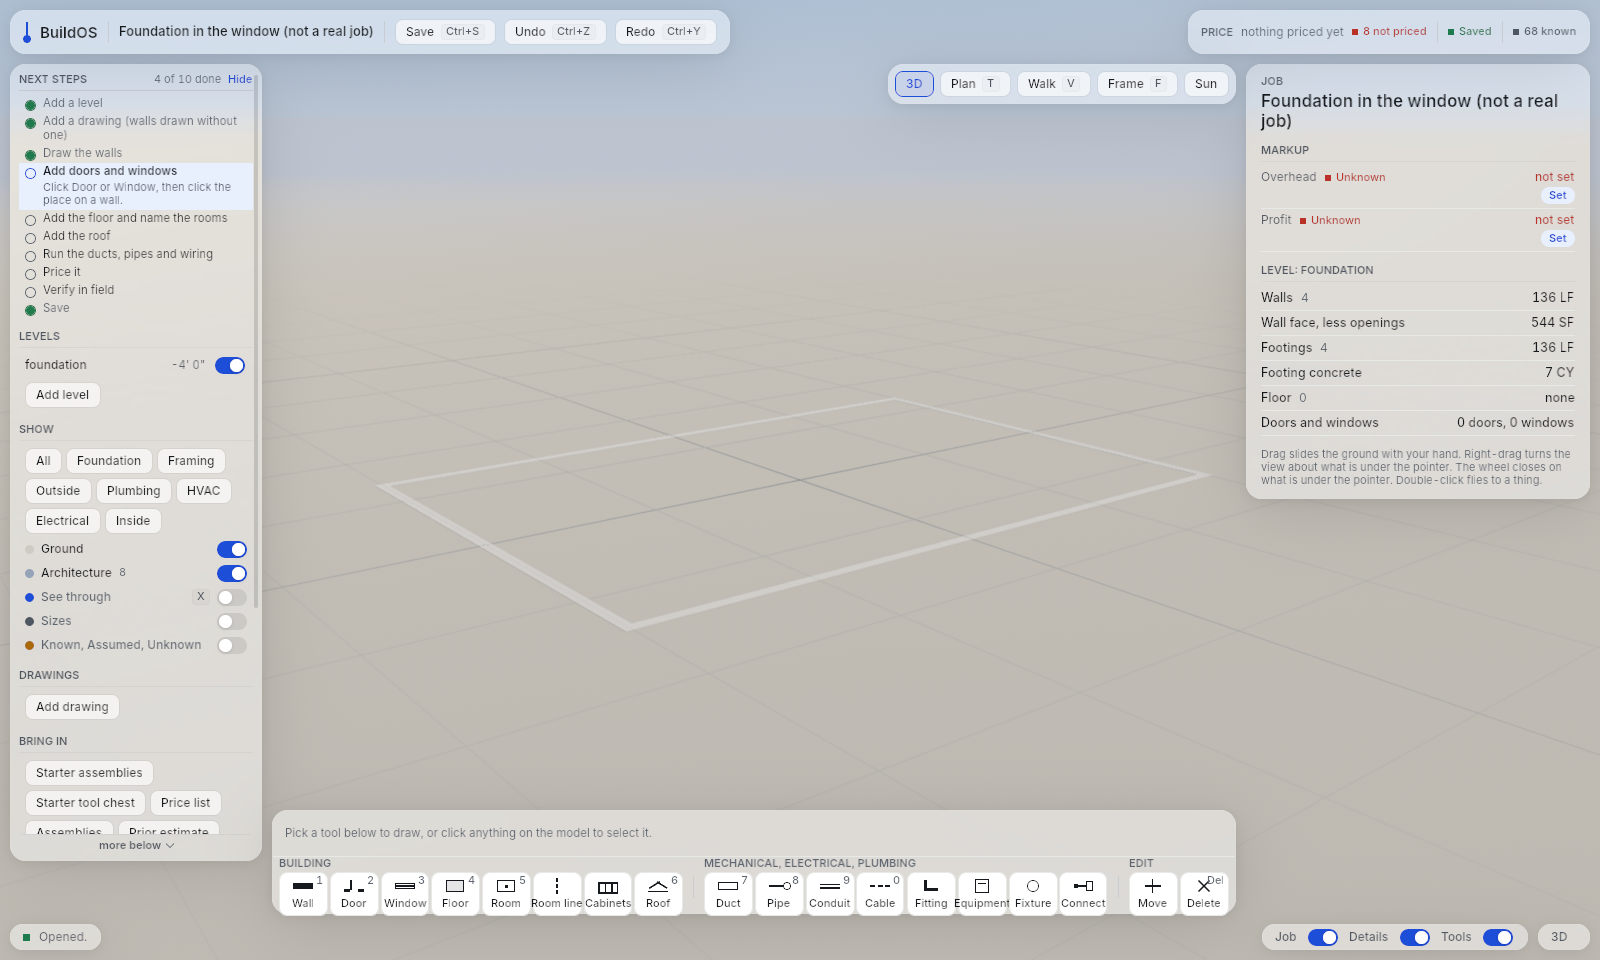 BuildOS
Foundation in the window (not a real job)
Save Ctrl+S
Undo Ctrl+Z
Redo Ctrl+Y
PRICE nothing priced yet 8 not priced Saved 68 known
NEXT STEPS 4 of 10 done Hide
Add a level
Add a drawing (walls drawn without
one)
Draw the walls
Add doors and windows
Click Door or Window, then click the
place on a wall.
Add the floor and name the rooms
Add the roof
Run the ducts, pipes and wiring
Price it
Verify in field
Save
LEVELS
foundation -4' 0"
Add level
SHOW
All Foundation Framing
Outside Plumbing HVAC
Electrical Inside
Ground
Architecture 8
See through X
Sizes
Known, Assumed, Unknown
DRAWINGS
Add drawing
BRING IN
Starter assemblies
Starter tool chest Price list
Assemblies Prior estimate
more below
3D Plan T Walk V Frame F Sun
JOB
Foundation in the window (not a real
job)
MARKUP
Overhead Unknown not set
Set
Profit Unknown not set
Set
LEVEL: FOUNDATION
Walls 4 136 LF
Wall face, less openings 544 SF
Footings 4 136 LF
Footing concrete 7 CY
Floor 0 none
Doors and windows 0 doors, 0 windows
Drag slides the ground with your hand. Right-drag turns the
view about what is under the pointer. The wheel closes on
what is under the pointer. Double-click flies to a thing.
Pick a tool below to draw, or click anything on the model to select it.
BUILDING
1 2 3 4 5 6
Wall Door Window Floor Room Room line Cabinets Roof
MECHANICAL, ELECTRICAL, PLUMBING
7 8 9 0
Duct Pipe Conduit Cable Fitting Equipment Fixture Connect
EDIT
Del
Move Delete
Opened.
Job Details Tools 3D